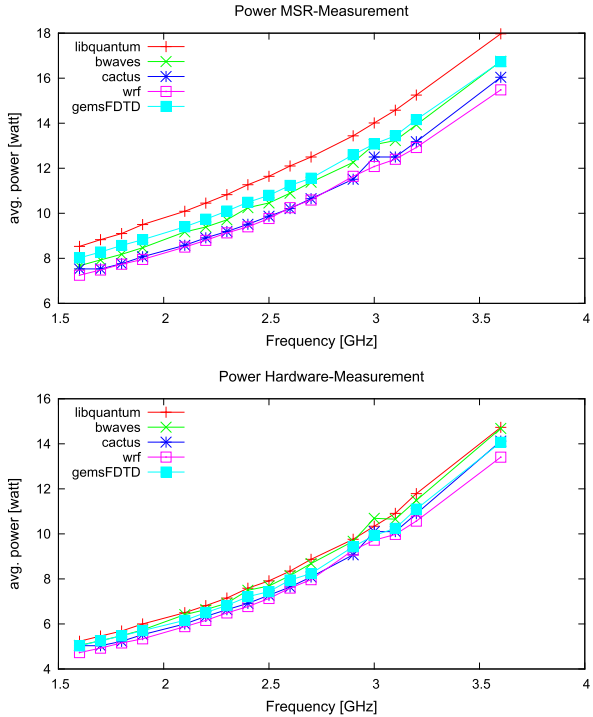 Power MSR-Measurement
18
16
14
12
10
8
6
avg. power [watt]
libquantum
bwaves
cactus
wrf
gemsFDTD
1.5 2 2.5 3 3.5 4
Frequency [GHz]
Power Hardware-Measurement
16
14
12
10
8
6
4
avg. power [watt]
libquantum
bwaves
cactus
wrf
gemsFDTD
1.5 2 2.5 3 3.5 4
Frequency [GHz]